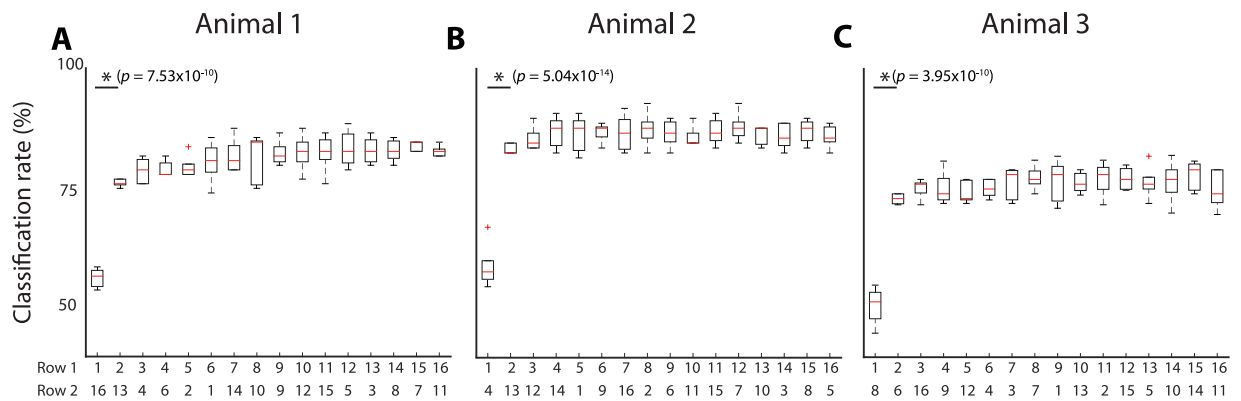 A Animal 1 B Animal 2 C Animal 3
100 * (p = 7.53x10⁻¹⁰) * (p = 5.04x10⁻¹⁴) * (p = 3.95x10⁻¹⁰)
Classification rate (%)
75
50
Row 1 1 2 3 4 5 6 7 8 9 10 11 12 13 14 15 16 1 2 3 4 5 6 7 8 9 10 11 12 13 14 15 16 1 2 3 4 5 6 7 8 9 10 11 12 13 14 15 16
Row 2 16 13 4 6 2 1 14 10 9 12 15 5 3 8 7 11 4 13 12 14 1 9 16 2 6 11 15 7 10 3 8 5 8 6 16 9 12 4 3 7 1 13 2 15 5 10 14 11